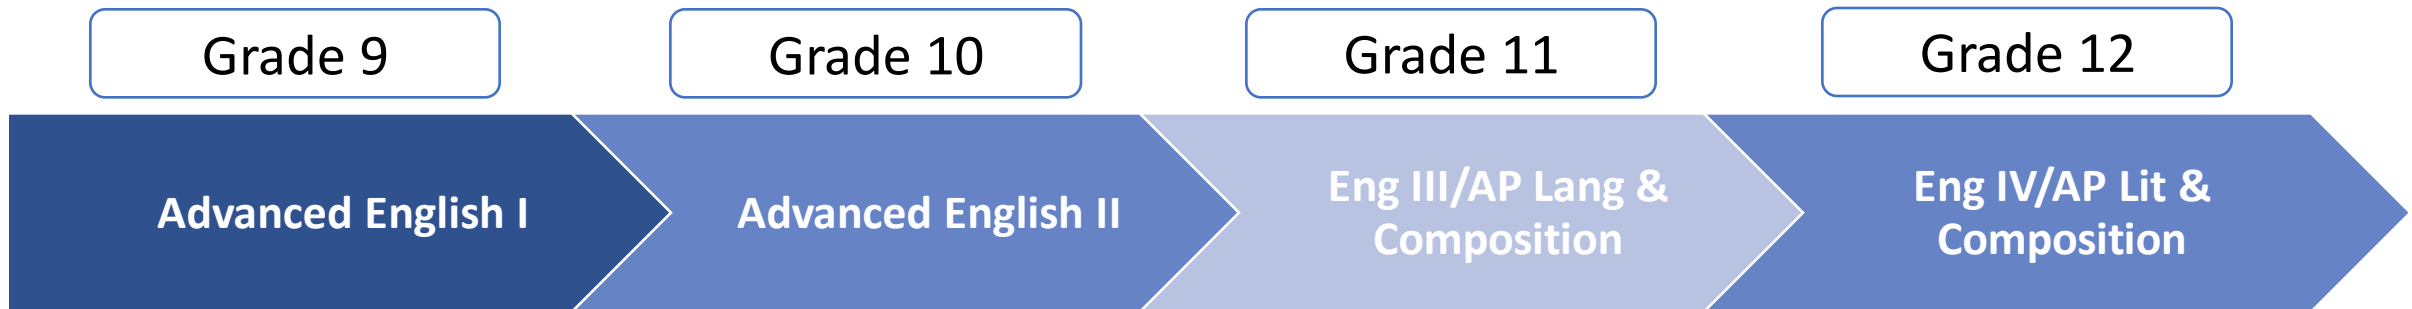 Grade 9
Grade 10
Grade 11
Grade 12
Advanced English I
Advanced English II
Eng III/AP Lang &
Composition
Eng IV/AP Lit &
Composition